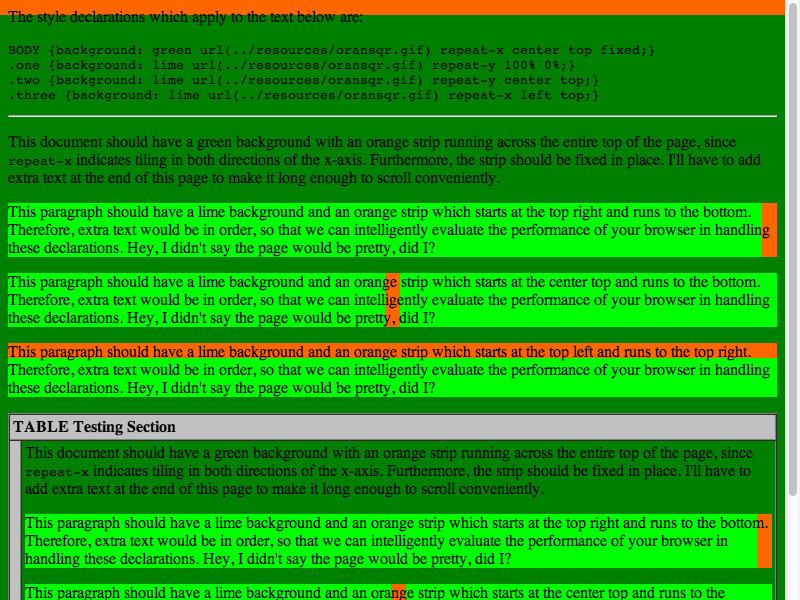 The style declarations which apply to the text below are:
BODY {background: green url(../resources/oransqr.gif) repeat-x center top fixed;}
.one {background: lime url(../resources/oransqr.gif) repeat-y 100% 0%;}
.two {background: lime url(../resources/oransqr.gif) repeat-y center top;}
.three {background: lime url(../resources/oransqr.gif) repeat-x left top;}
This document should have a green background with an orange strip running across the entire top of the page, since
repeat-x indicates tiling in both directions of the x-axis. Furthermore, the strip should be fixed in place. I'll have to add
extra text at the end of this page to make it long enough to scroll conveniently.
This paragraph should have a lime background and an orange strip which starts at the top right and runs to the bottom.
Therefore, extra text would be in order, so that we can intelligently evaluate the performance of your browser in handling
these declarations. Hey, I didn't say the page would be pretty, did I?
This paragraph should have a lime background and an orange strip which starts at the center top and runs to the bottom.
Therefore, extra text would be in order, so that we can intelligently evaluate the performance of your browser in handling
these declarations. Hey, I didn't say the page would be pretty, did I?
This paragraph should have a lime background and an orange strip which starts at the top left and runs to the top right.
Therefore, extra text would be in order, so that we can intelligently evaluate the performance of your browser in handling
these declarations. Hey, I didn't say the page would be pretty, did I?
TABLE Testing Section
This document should have a green background with an orange strip running across the entire top of the page, since
repeat-x indicates tiling in both directions of the x-axis. Furthermore, the strip should be fixed in place. I'll have to
add extra text at the end of this page to make it long enough to scroll conveniently.
This paragraph should have a lime background and an orange strip which starts at the top right and runs to the bottom.
Therefore, extra text would be in order, so that we can intelligently evaluate the performance of your browser in
handling these declarations. Hey, I didn't say the page would be pretty, did I?
This paragraph should have a lime background and an orange strip which starts at the center top and runs to the